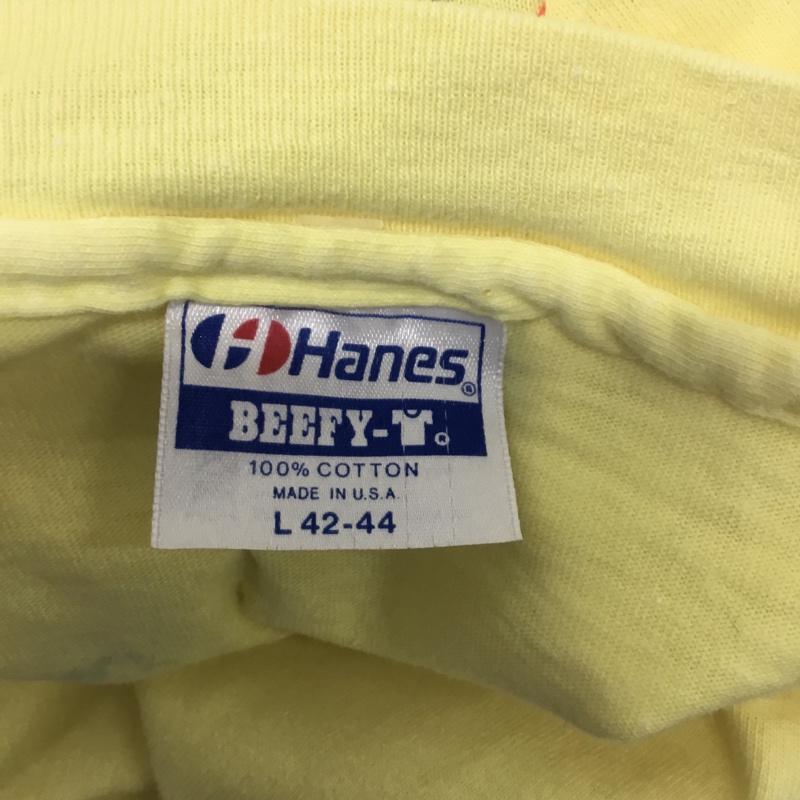 Hanes®
BEEFY-T®
100% COTTON
MADE IN U.S.A.
L 42-44